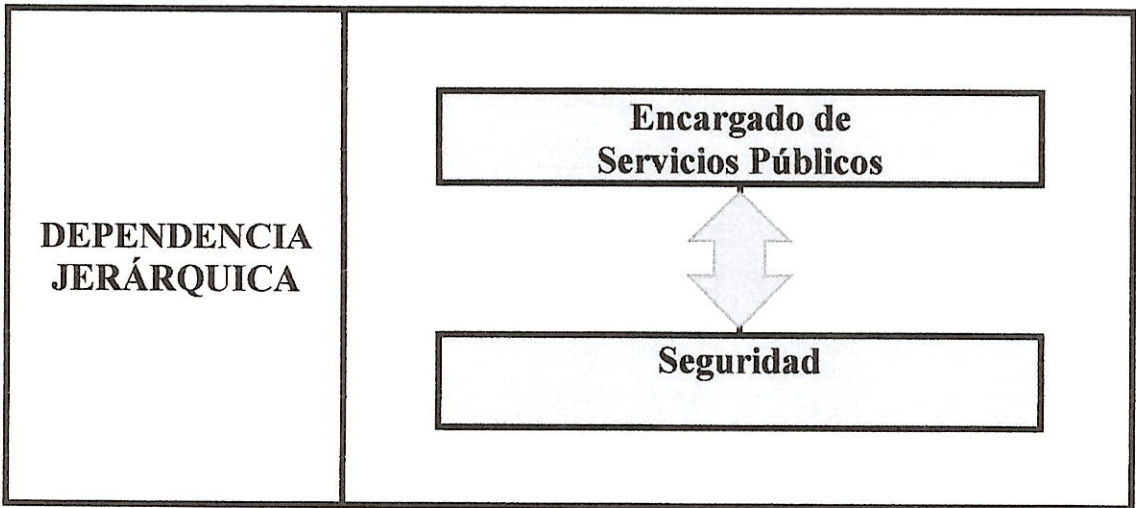 DEPENDENCIA
JERÁRQUICA
Encargado de
Servicios Públicos
Seguridad